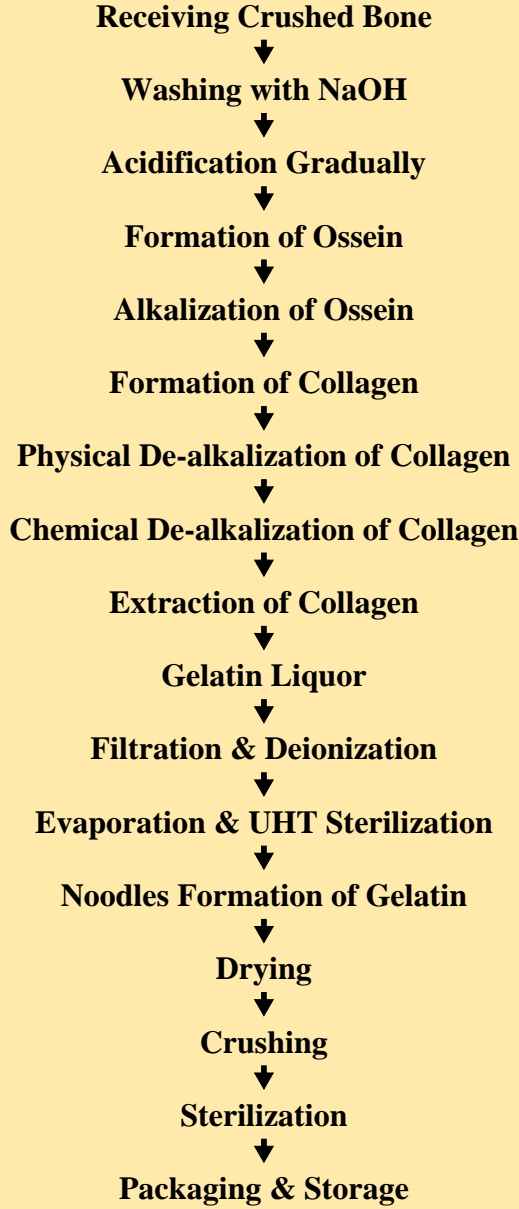 Receiving Crushed Bone
Washing with NaOH
Acidification Gradually
Formation of Ossein
Alkalization of Ossein
Formation of Collagen
Physical De-alkalization of Collagen
Chemical De-alkalization of Collagen
Extraction of Collagen
Gelatin Liquor
Filtration & Deionization
Evaporation & UHT Sterilization
Noodles Formation of Gelatin
Drying
Crushing
Sterilization
Packaging & Storage